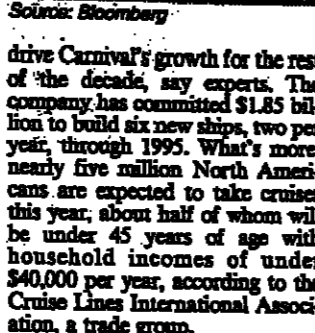 Source: Bloomberg
drive Carnival's growth for the rest
of the decade, say experts. The
company has committed $1.85 bil-
lion to build six new ships, two per
year, through 1995. What's more,
nearly five million North Ameri-
cans are expected to take cruises
this year, about half of whom will
be under 45 years of age with
household incomes of under
$40,000 per year, according to the
Cruise Lines International Associ-
ation, a trade group.